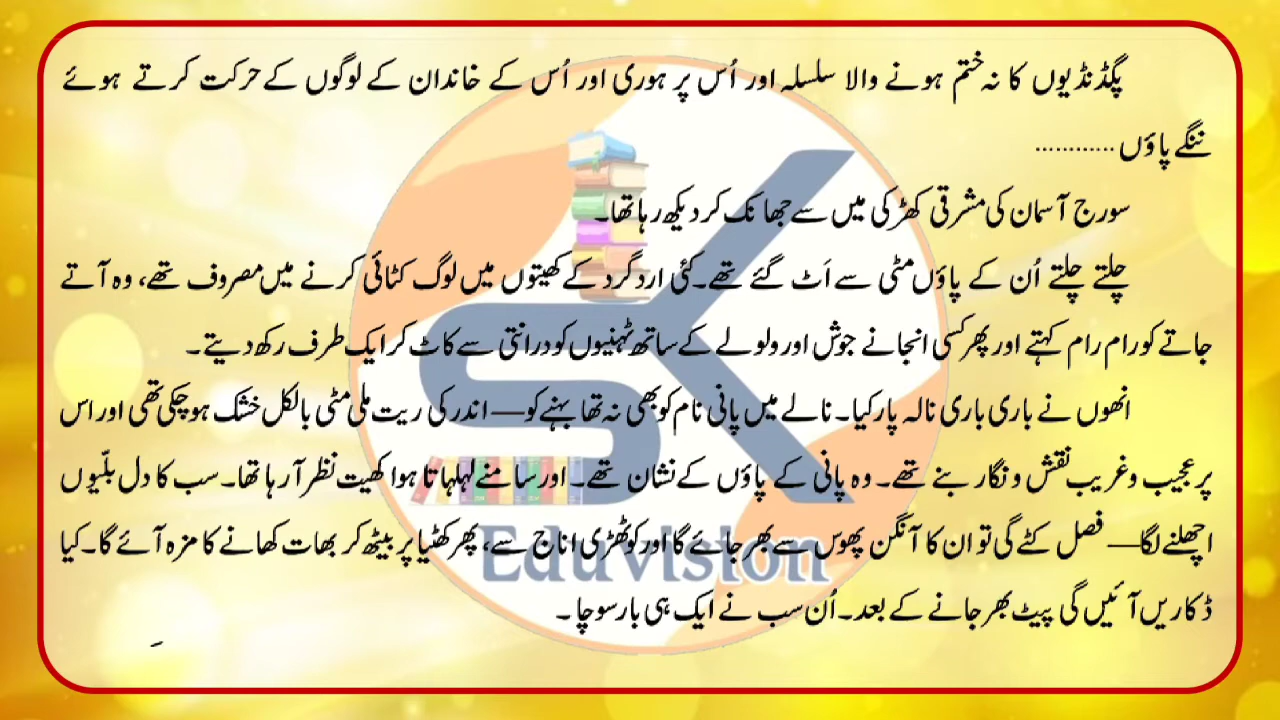 پگڈنڈیوں کا نہ ختم ہونے والا سلسلہ اور اُس پر ہوری اور اُس کے خاندان کے لوگوں کے حرکت کرتے ہوئے
ننگے پاؤں ............
سورج آسمان کی مشرقی کھڑکی میں سے جھانک کر دیکھ رہا تھا۔
چلتے چلتے اُن کے پاؤں مٹی سے اَٹ گئے تھے۔ کئی اردگرد کے کھیتوں میں لوگ کٹائی کرنے میں مصروف تھے، وہ آتے
جاتے کو رام رام کہتے اور پھر کسی انجانے جوش اور ولولے کے ساتھ ٹہنیوں کو درانتی سے کاٹ کر ایک طرف رکھ دیتے۔
انھوں نے باری باری نالہ پار کیا۔ نالے میں پانی نام کو بھی نہ تھا بہنے کو— اندر کی ریت ملی مٹی بالکل خشک ہو چکی تھی اور اس
پر عجیب و غریب نقش و نگار بنے تھے۔ وہ پانی کے پاؤں کے نشان تھے۔ اور سامنے لہلہاتا ہوا کھیت نظر آ رہا تھا۔ سب کا دل بلّیوں
اچھلنے لگا— فصل کٹے گی تو ان کا آنگن پھوس سے بھر جائے گا اور کوٹھڑی اناج سے، پھر کھٹیا پر بیٹھ کر بھات کھانے کا مزہ آئے گا۔ کیا
ڈکاریں آئیں گی پیٹ بھر جانے کے بعد۔ اُن سب نے ایک ہی بار سوچا۔
SK
Eduvision